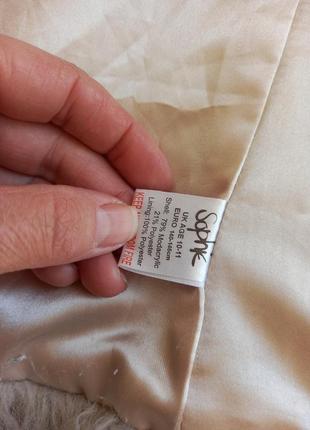 Sophie
UK AGE 10-11
EURO 140-146cm
Shell: 79% Modacrylic
21% Polyester
Lining:100% Polyester
KEEP FROM FIRE